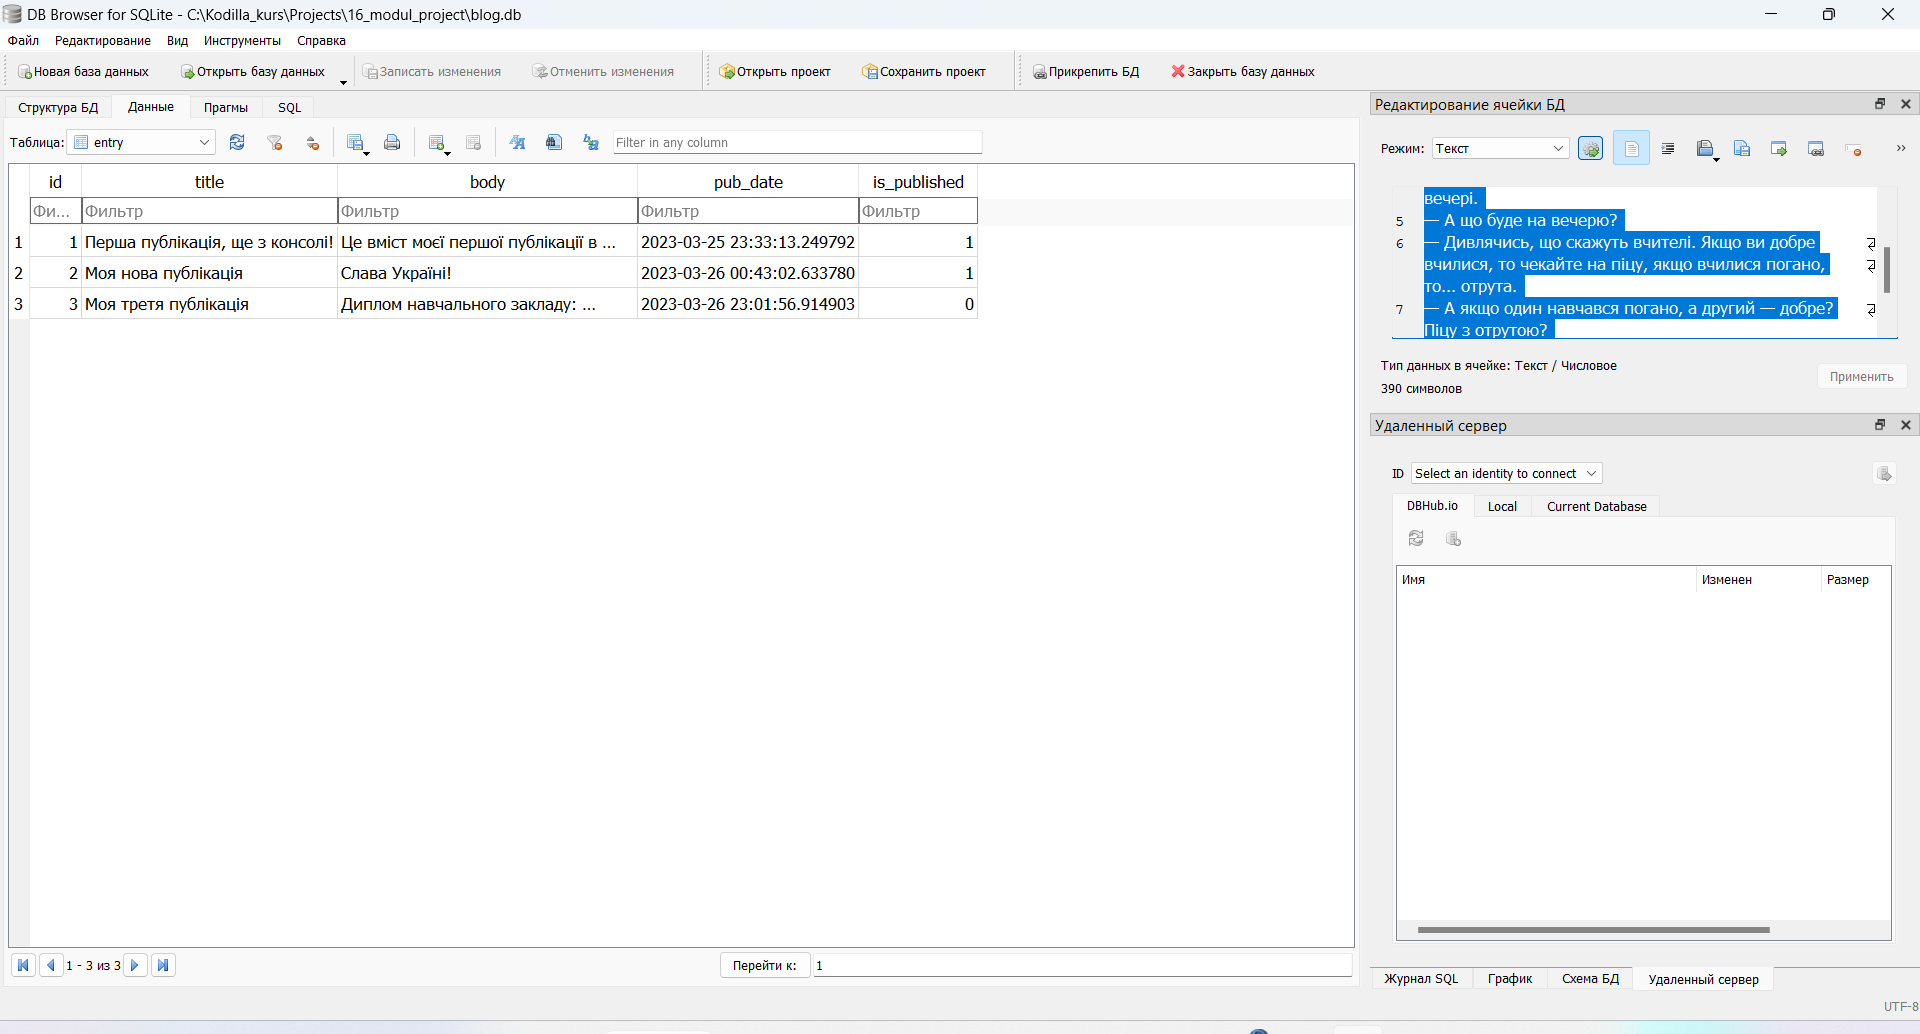 DB Browser for SQLite - C:\Kodilla_kurs\Projects\16_modul_project\blog.db
Файл Редактирование Вид Инструменты Справка
Новая база данных Открыть базу данных Записать изменения Отменить изменения Открыть проект Сохранить проект Прикрепить БД Закрыть базу данных
Структура БД Данные Прагмы SQL
Таблица: entry Filter in any column
id title body pub_date is_published
Фи... Фильтр Фильтр Фильтр Фильтр
1 1 Перша публікація, ще з консолі! Це вміст моєї першої публікації в ... 2023-03-25 23:33:13.249792 1
2 2 Моя нова публікація Слава Україні! 2023-03-26 00:43:02.633780 1
3 3 Моя третя публікація Диплом навчального закладу: ... 2023-03-26 23:01:56.914903 0
1 - 3 из 3 Перейти к: 1
Редактирование ячейки БД
Режим: Текст
вечері.
5 — А що буде на вечерю?
6 — Дивлячись, що скажуть вчителі. Якщо ви добре
вчилися, то чекайте на піцу, якщо вчилися погано,
то... отрута.
7 — А якщо один навчався погано, а другий — добре?
Піцу з отрутою?
Тип данных в ячейке: Текст / Числовое
390 символов
Применить
Удаленный сервер
ID Select an identity to connect
DBHub.io Local Current Database
Имя Изменен Размер
Журнал SQL График Схема БД Удаленный сервер
UTF-8